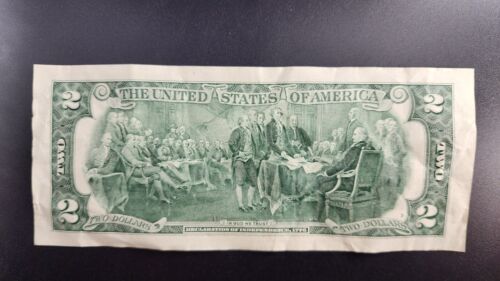 THE UNITED STATES OF AMERICA
2
2
TWO
TWO
2
2
TWO DOLLARS
TWO DOLLARS
IN GOD WE TRUST
DECLARATION OF INDEPENDENCE, 1776